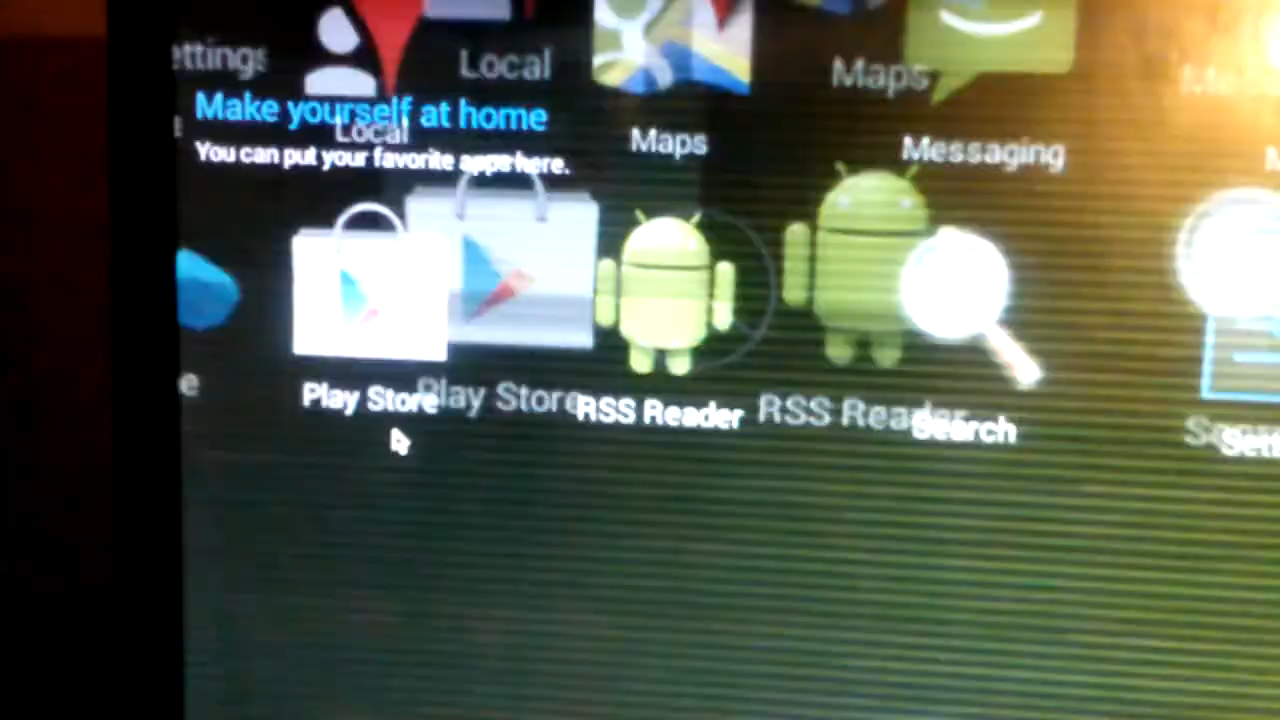 ettings
Local
Maps
Make yourself at home
Local
Maps
Messaging
You can put your favorite apps here.
e
Play Store
Play Store
RSS Reader
RSS Reader
Search